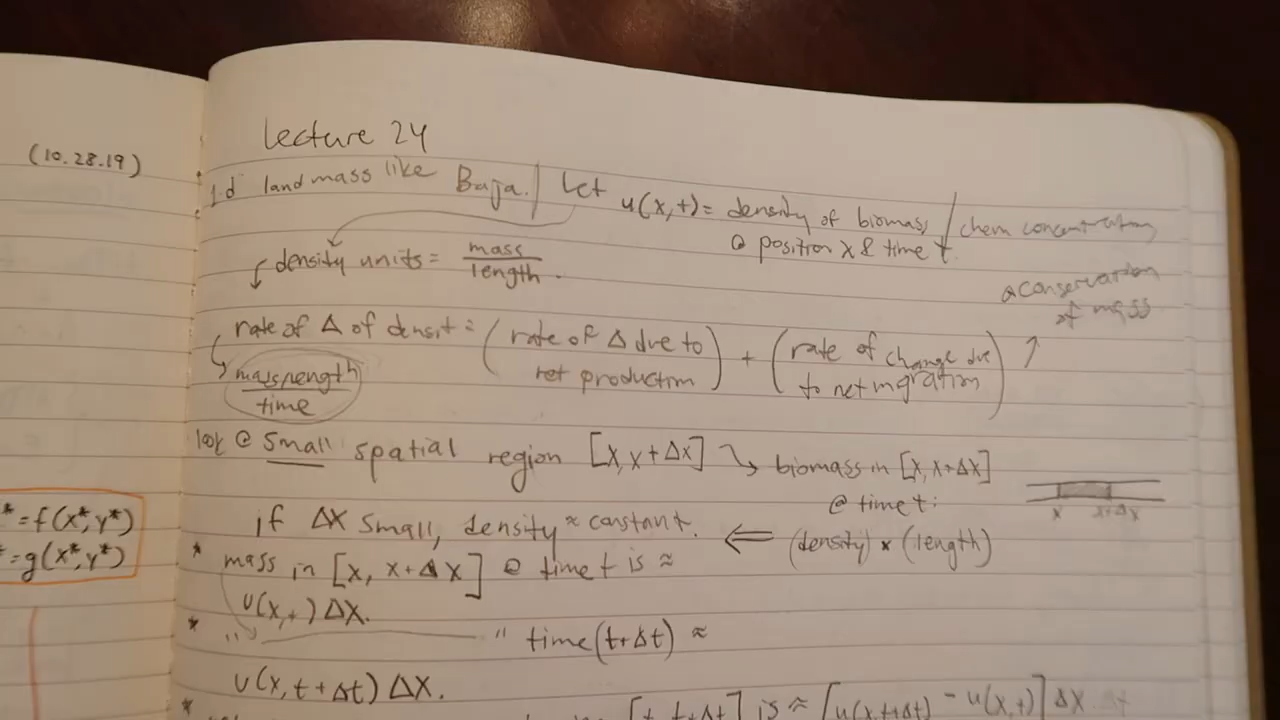 (10.28.19)
*=f(x*,y*)
*=g(x*,y*)
Lecture 24
1-d landmass like Baja. / Let u(x,t)= density of biomass / chem concentration
@ position x & time t.
density units = mass/length.
a conservation
of mass
rate of Δ of densit = (rate of Δ due to net production) + (rate of change due to net migration)
mass/length/time
look @ small spatial region [x,x+Δx] ↘ biomass in [x, x+Δx]
@ time t:
x x+Δx
if Δx small, density ≈ constant. ⇐ (density) × (length)
* mass in [x, x+Δx] @ time t is ≈
u(x,t)Δx.
* " " time (t+Δt) ≈
u(x,t+Δt)Δx.
* [t, t+Δt] is ≈ [u(x,t+Δt) - u(x,t)]Δx